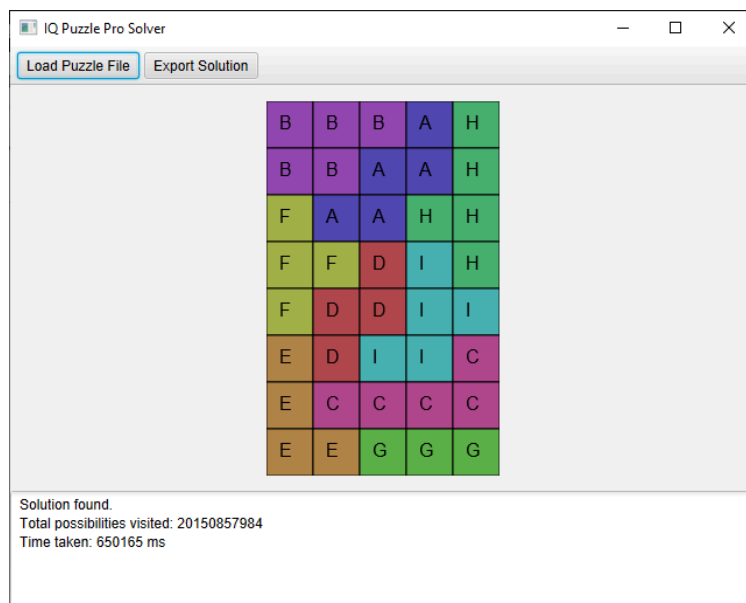 IQ Puzzle Pro Solver
Load Puzzle File Export Solution
B B B A H
B B A A H
F A A H H
F F D I H
F D D I I
E D I I C
E C C C C
E E G G G
Solution found.
Total possibilities visited: 20150857984
Time taken: 650165 ms